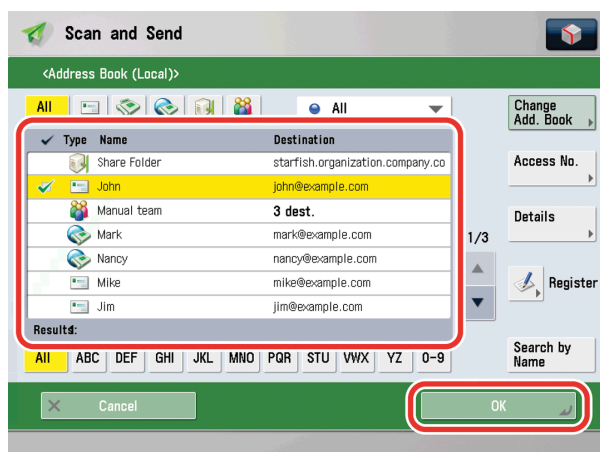 Scan and Send
<Address Book (Local)>
All
All
Change
Add. Book
Type Name Destination
Share Folder starfish.organization.company.co
John john@example.com
Manual team 3 dest.
Mark mark@example.com
Nancy nancy@example.com
Mike mike@example.com
Jim jim@example.com
Access No.
Details
1/3
Register
All ABC DEF GHI JKL MNO PQR STU VWX YZ 0-9
Search by
Name
Cancel
OK